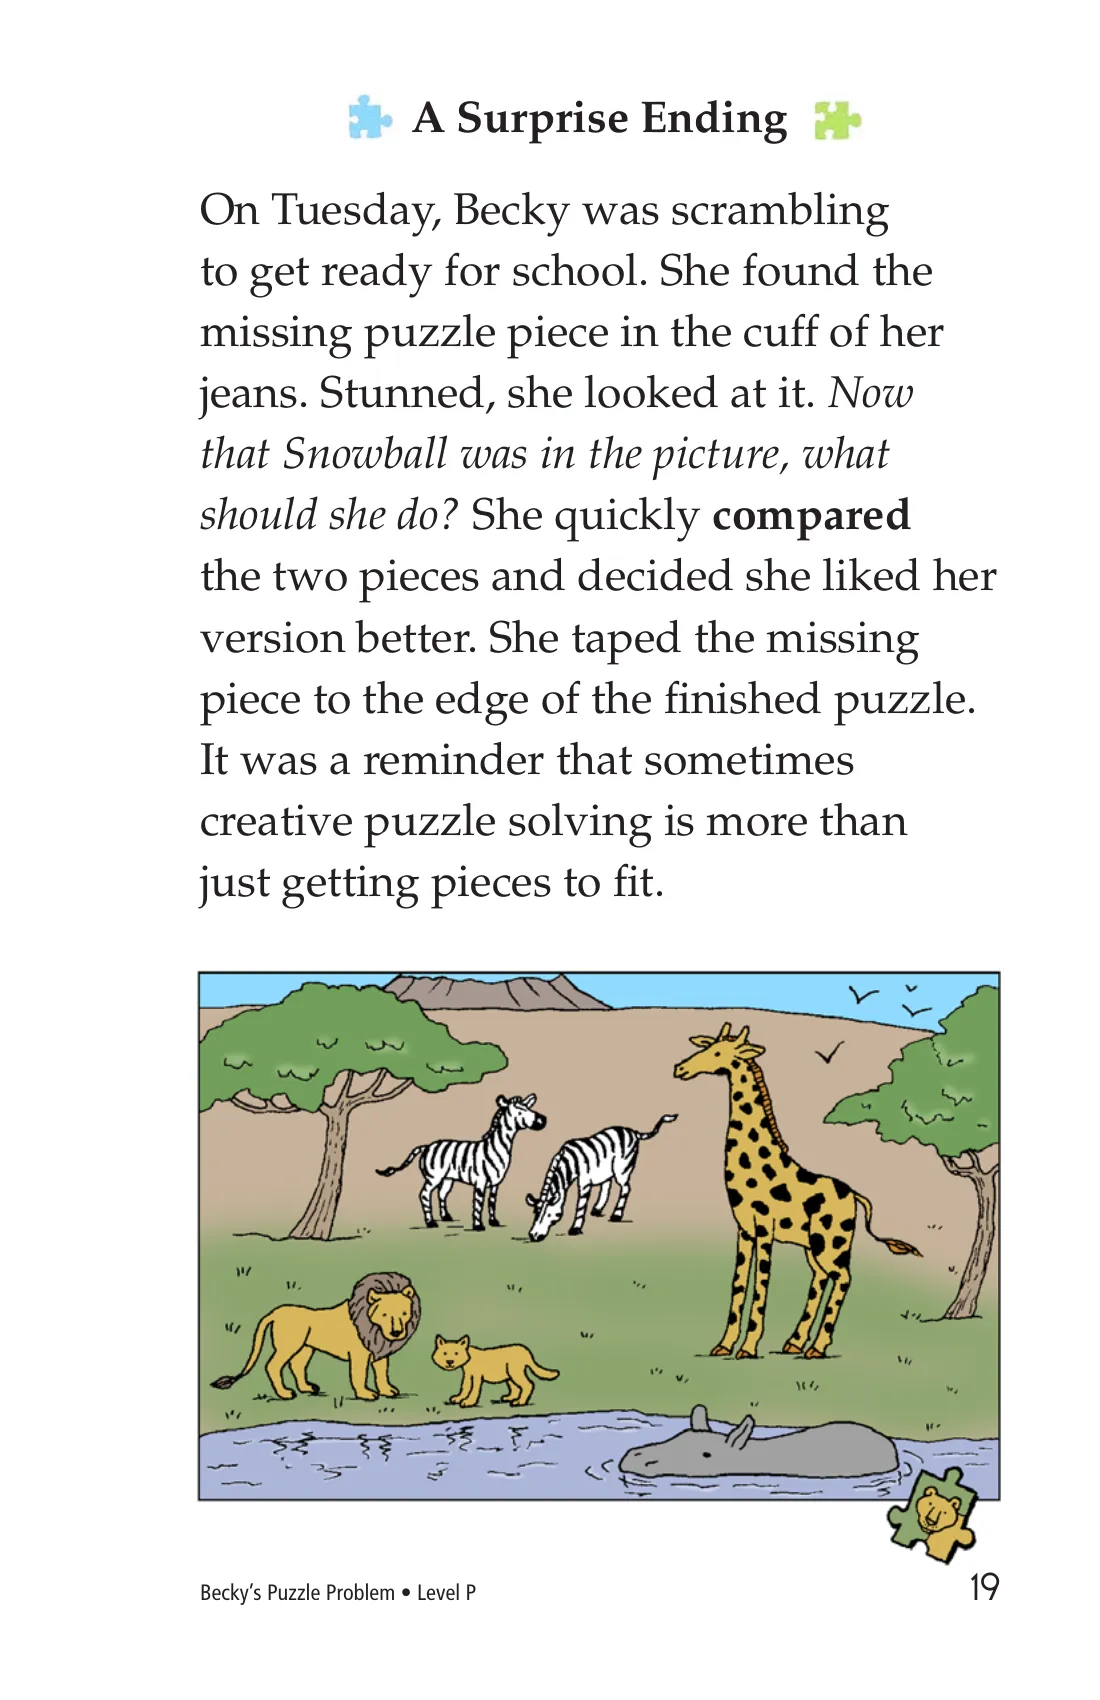 A Surprise Ending
On Tuesday, Becky was scrambling
to get ready for school. She found the
missing puzzle piece in the cuff of her
jeans. Stunned, she looked at it. Now
that Snowball was in the picture, what
should she do? She quickly compared
the two pieces and decided she liked her
version better. She taped the missing
piece to the edge of the finished puzzle.
It was a reminder that sometimes
creative puzzle solving is more than
just getting pieces to fit.
Becky's Puzzle Problem • Level P
19